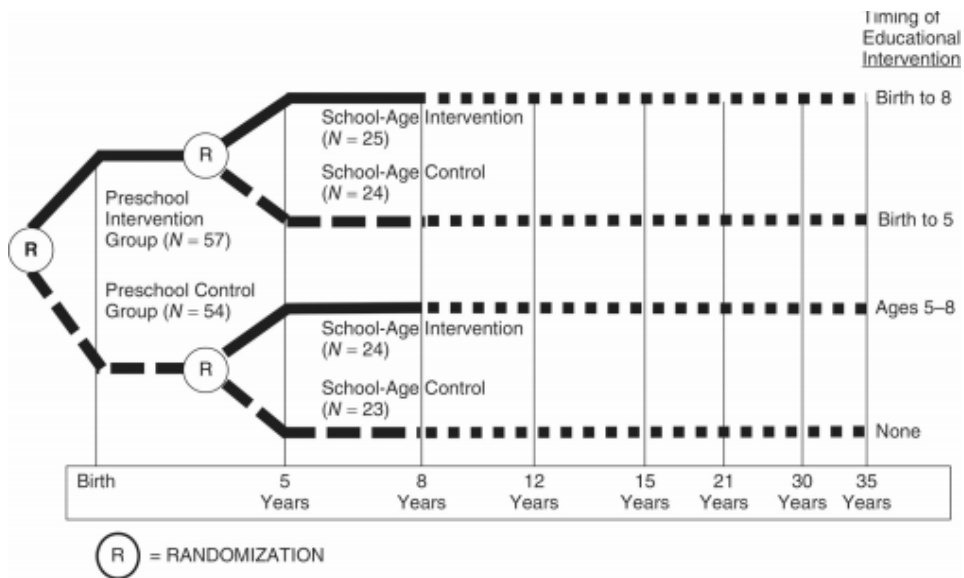 Timing of
Educational
Intervention
Birth to 8
School-Age Intervention
(N = 25)
R
School-Age Control
(N = 24)
Preschool
Intervention
Group (N = 57)
Birth to 5
R
Preschool Control
Group (N = 54)
Ages 5–8
School-Age Intervention
(N = 24)
R
School-Age Control
(N = 23)
None
Birth 5 8 12 15 21 30 35
Years Years Years Years Years Years Years
R = RANDOMIZATION